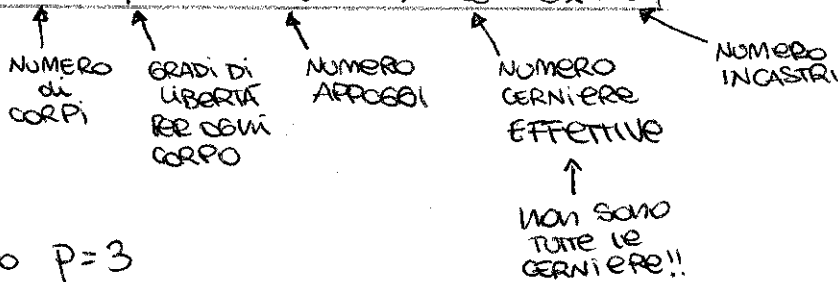 NUMERO
di
CORPI
GRADI DI
LIBERTÀ
PER OGNI
CORPO
NUMERO
APPOGGI
NUMERO
CERNIERE
EFFETTIVE
NUMERO
INCASTRI
NON SONO
TUTTE LE
CERNIERE!!
P=3